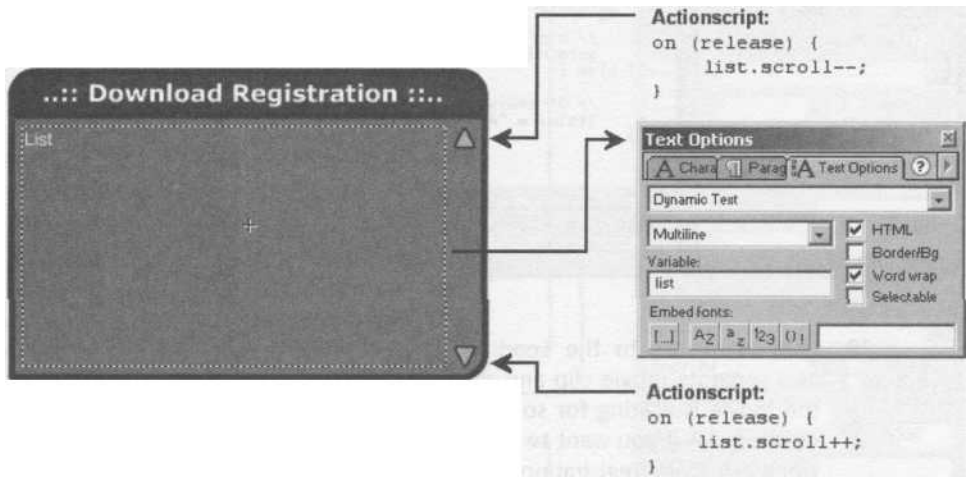 Actionscript:
on (release) {
list.scroll--;
}
..:: Download Registration ::..
List
Text Options
A Chara ¶ Parag A Text Options ?
Dynamic Text
Multiline
HTML
Border/Bg
Variable:
Word wrap
list
Selectable
Embed fonts:
[...] AZ az 123 ()!
Actionscript:
on (release) {
list.scroll++;
}